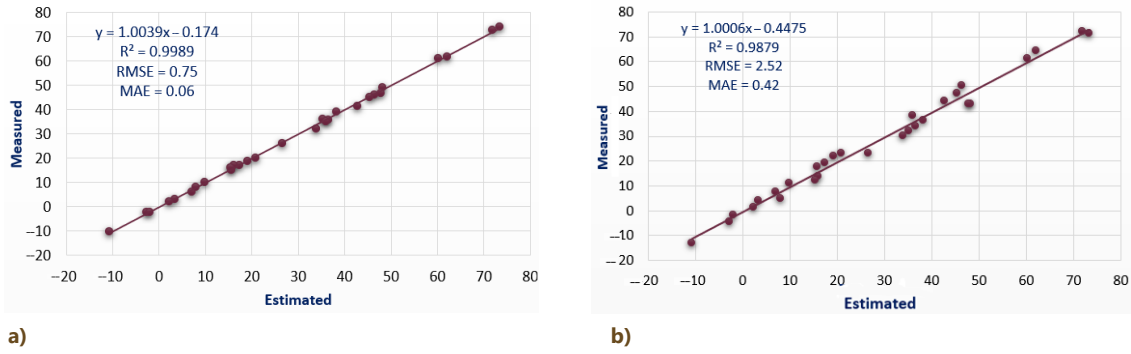 80
70
60
50
40
30
20
10
0
−10
−20
y = 1.0039x − 0.174
R² = 0.9989
RMSE = 0.75
MAE = 0.06
Measured
−20 −10 0 10 20 30 40 50 60 70 80
Estimated
a)
80
70
60
50
40
30
20
10
0
−10
−20
y = 1.0006x − 0.4475
R² = 0.9879
RMSE = 2.52
MAE = 0.42
Measured
−20 −10 0 10 20 30 40 50 60 70 80
Estimated
b)